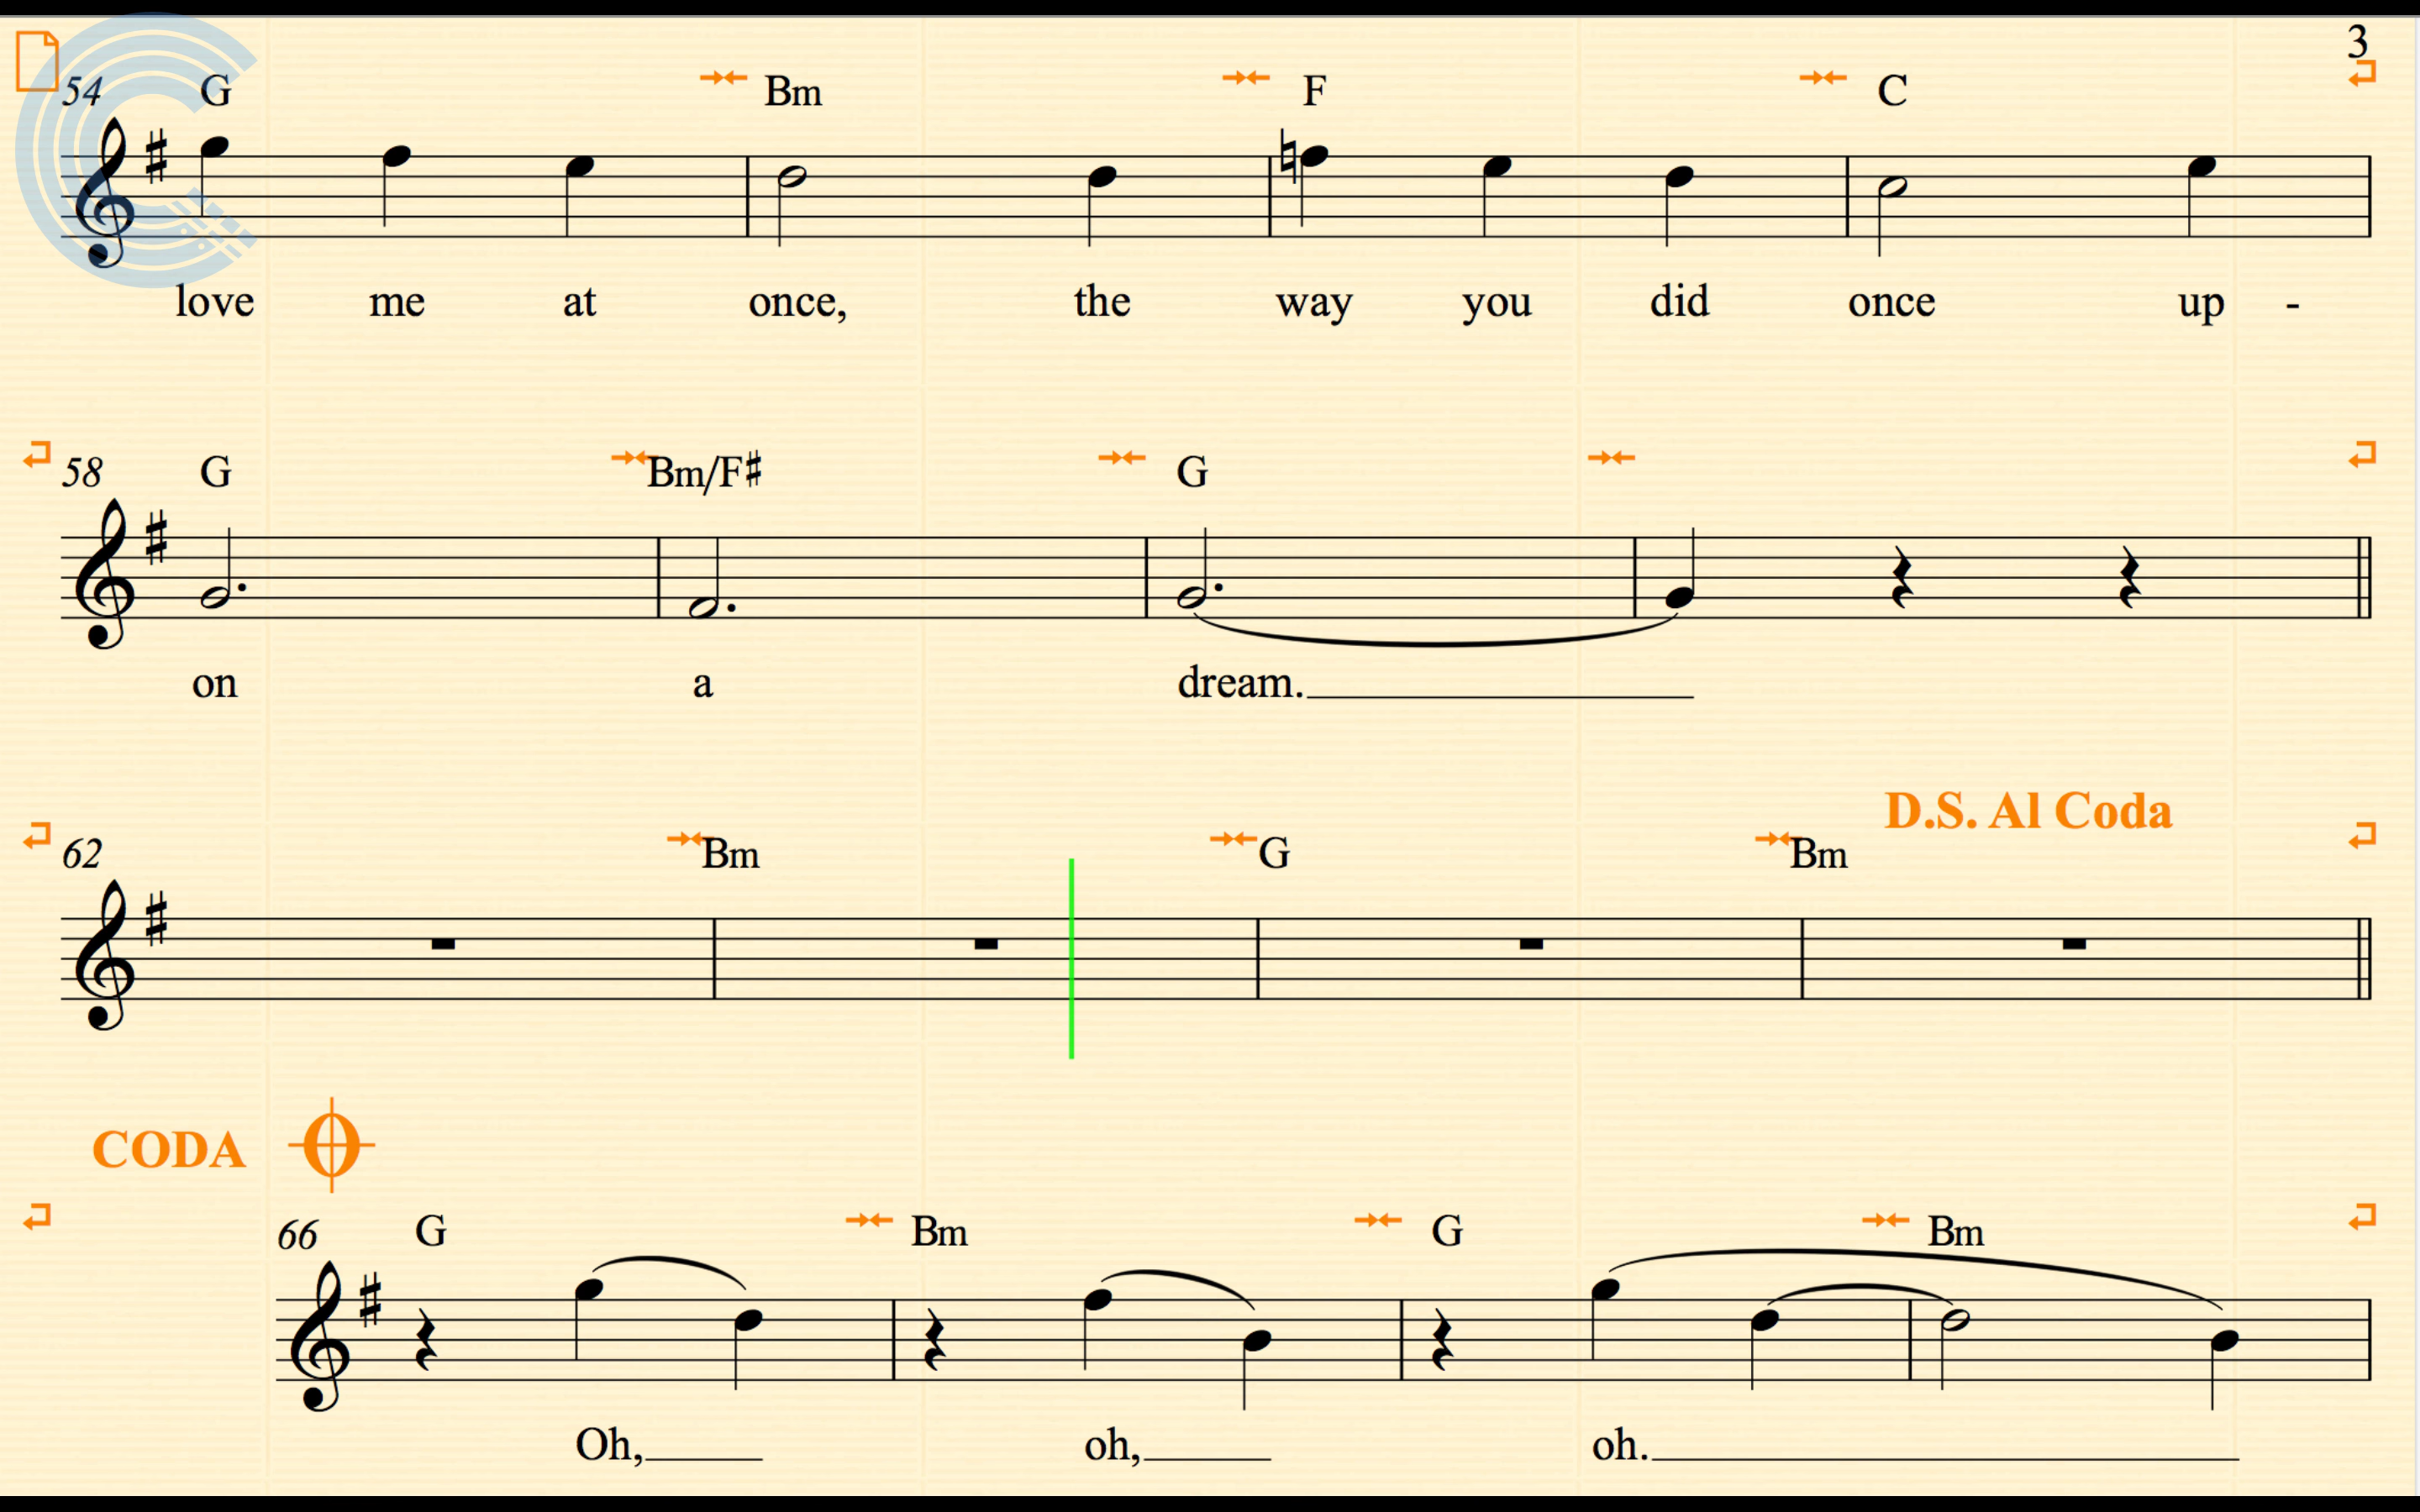 3
54 G Bm F C
love me at once, the way you did once up -
58 G Bm/F♯ G
on a dream.
D.S. Al Coda
62 Bm G Bm
CODA
66 G Bm G Bm
Oh, oh, oh.